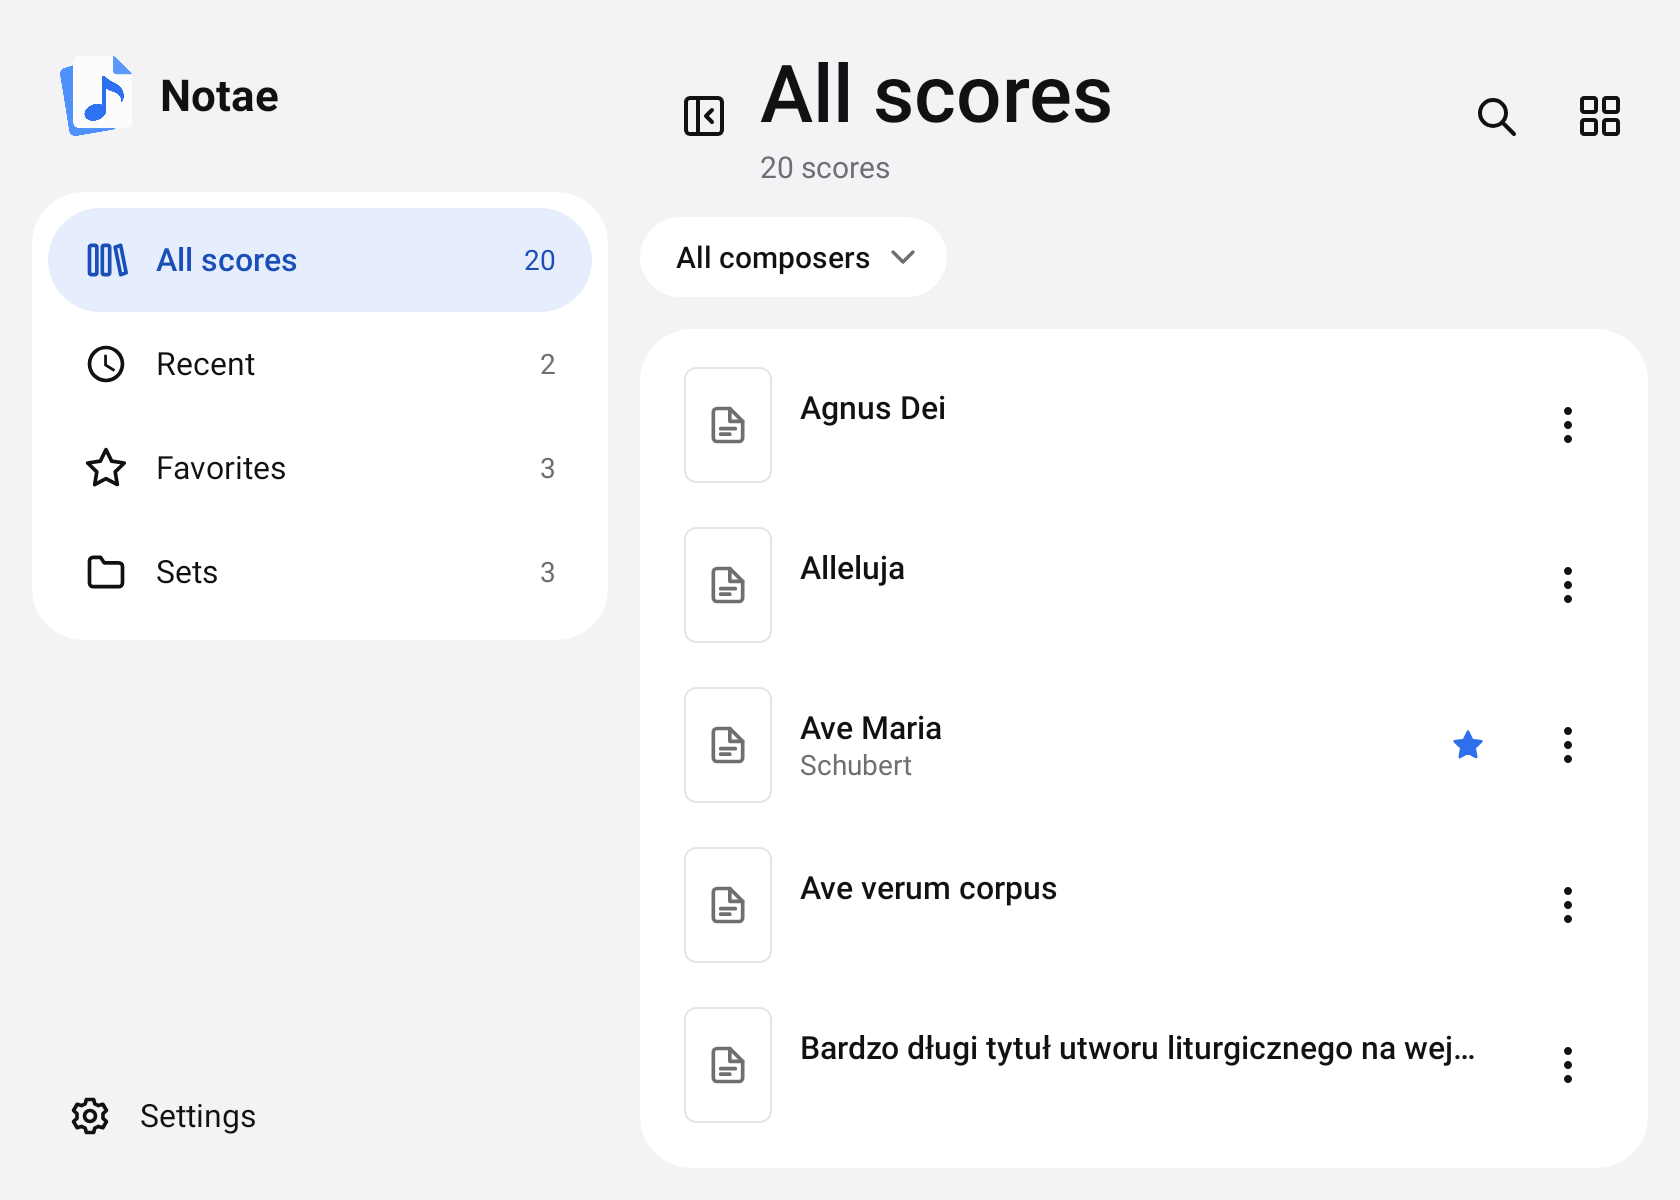 Notae
All scores 20
Recent 2
Favorites 3
Sets 3
Settings
All scores
20 scores
All composers
Agnus Dei
Alleluja
Ave Maria
Schubert
Ave verum corpus
Bardzo długi tytuł utworu liturgicznego na wej...